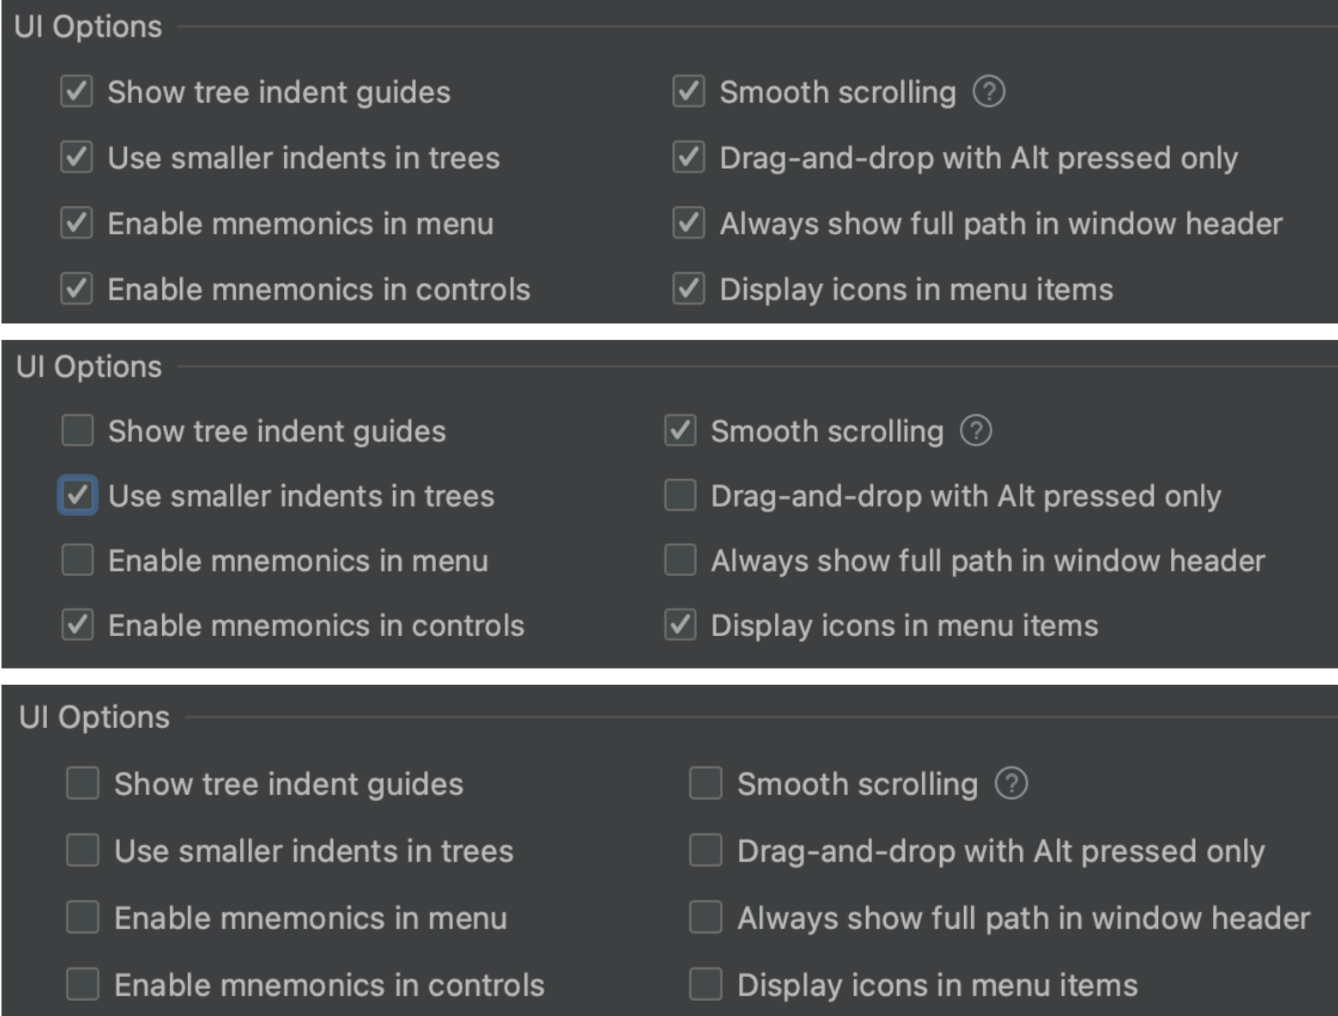 UI Options
Show tree indent guides
Smooth scrolling ?
Use smaller indents in trees
Drag-and-drop with Alt pressed only
Enable mnemonics in menu
Always show full path in window header
Enable mnemonics in controls
Display icons in menu items
UI Options
Show tree indent guides
Smooth scrolling ?
Use smaller indents in trees
Drag-and-drop with Alt pressed only
Enable mnemonics in menu
Always show full path in window header
Enable mnemonics in controls
Display icons in menu items
UI Options
Show tree indent guides
Smooth scrolling ?
Use smaller indents in trees
Drag-and-drop with Alt pressed only
Enable mnemonics in menu
Always show full path in window header
Enable mnemonics in controls
Display icons in menu items